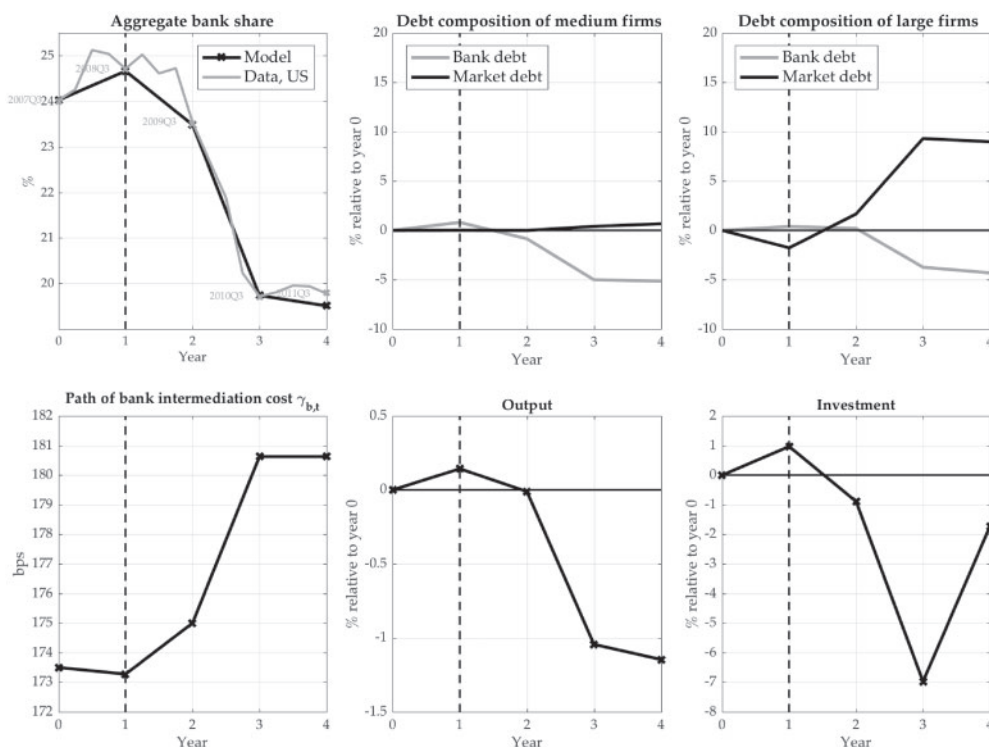 Aggregate bank share
25
24
23
22
21
20
%
2007Q3
2008Q3
2009Q3
2010Q3
2011Q3
Model
Data, US
0 1 2 3 4
Year
Debt composition of medium firms
20
15
10
5
0
-5
-10
% relative to year 0
Bank debt
Market debt
0 1 2 3 4
Year
Debt composition of large firms
20
15
10
5
0
-5
-10
% relative to year 0
Bank debt
Market debt
0 1 2 3 4
Year
Path of bank intermediation cost γb,t
182
181
180
179
178
177
176
175
174
173
172
bps
0 1 2 3 4
Year
Output
0.5
0
-0.5
-1
-1.5
% relative to year 0
0 1 2 3 4
Year
Investment
2
1
0
-1
-2
-3
-4
-5
-6
-7
-8
% relative to year 0
0 1 2 3 4
Year